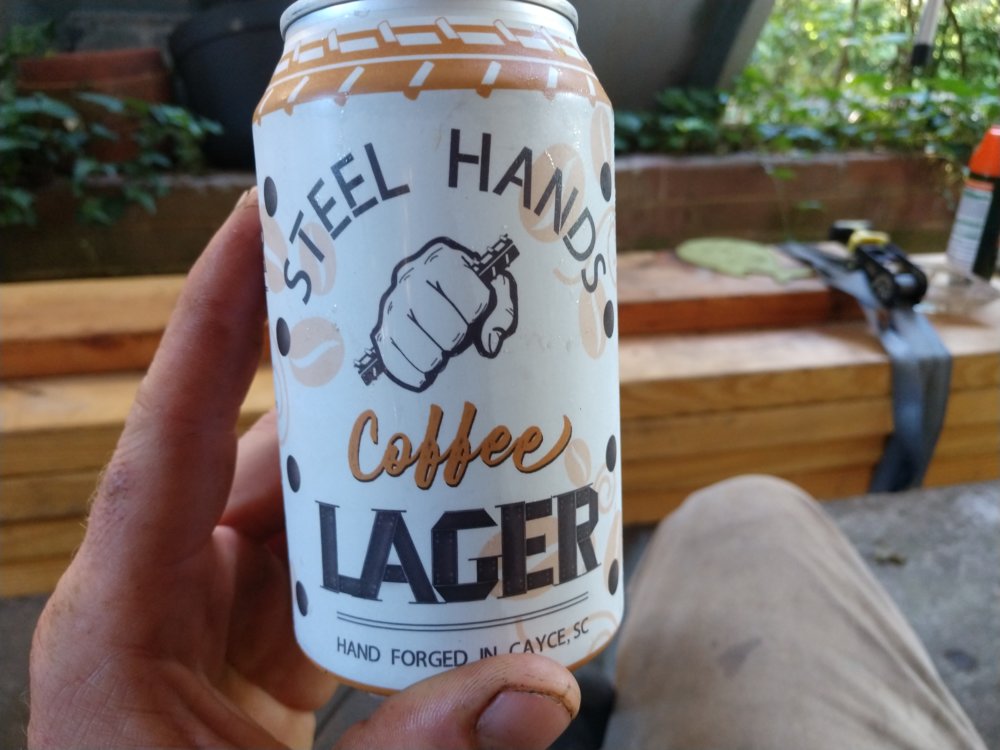 STEEL HANDS
Coffee
LAGER
HAND FORGED IN CAYCE, SC